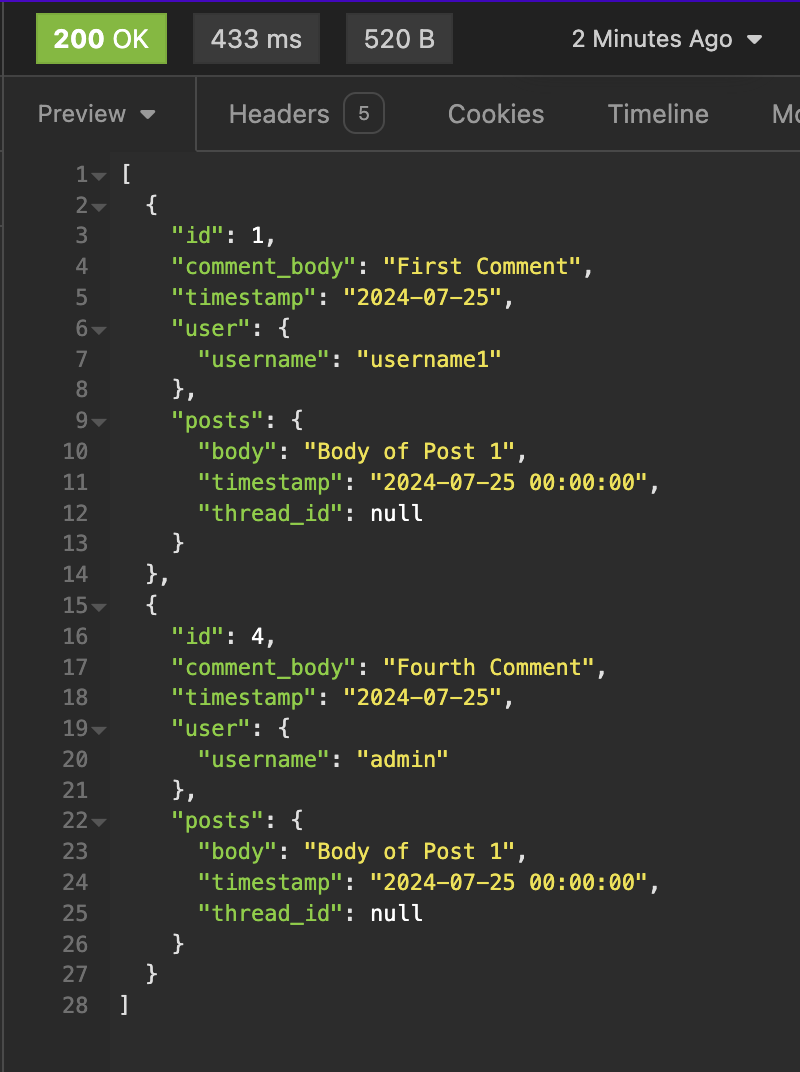 200 OK 433 ms 520 B 2 Minutes Ago
Preview Headers 5 Cookies Timeline
1 [
2 {
3 "id": 1,
4 "comment_body": "First Comment",
5 "timestamp": "2024-07-25",
6 "user": {
7 "username": "username1"
8 },
9 "posts": {
10 "body": "Body of Post 1",
11 "timestamp": "2024-07-25 00:00:00",
12 "thread_id": null
13 }
14 },
15 {
16 "id": 4,
17 "comment_body": "Fourth Comment",
18 "timestamp": "2024-07-25",
19 "user": {
20 "username": "admin"
21 },
22 "posts": {
23 "body": "Body of Post 1",
24 "timestamp": "2024-07-25 00:00:00",
25 "thread_id": null
26 }
27 }
28 ]